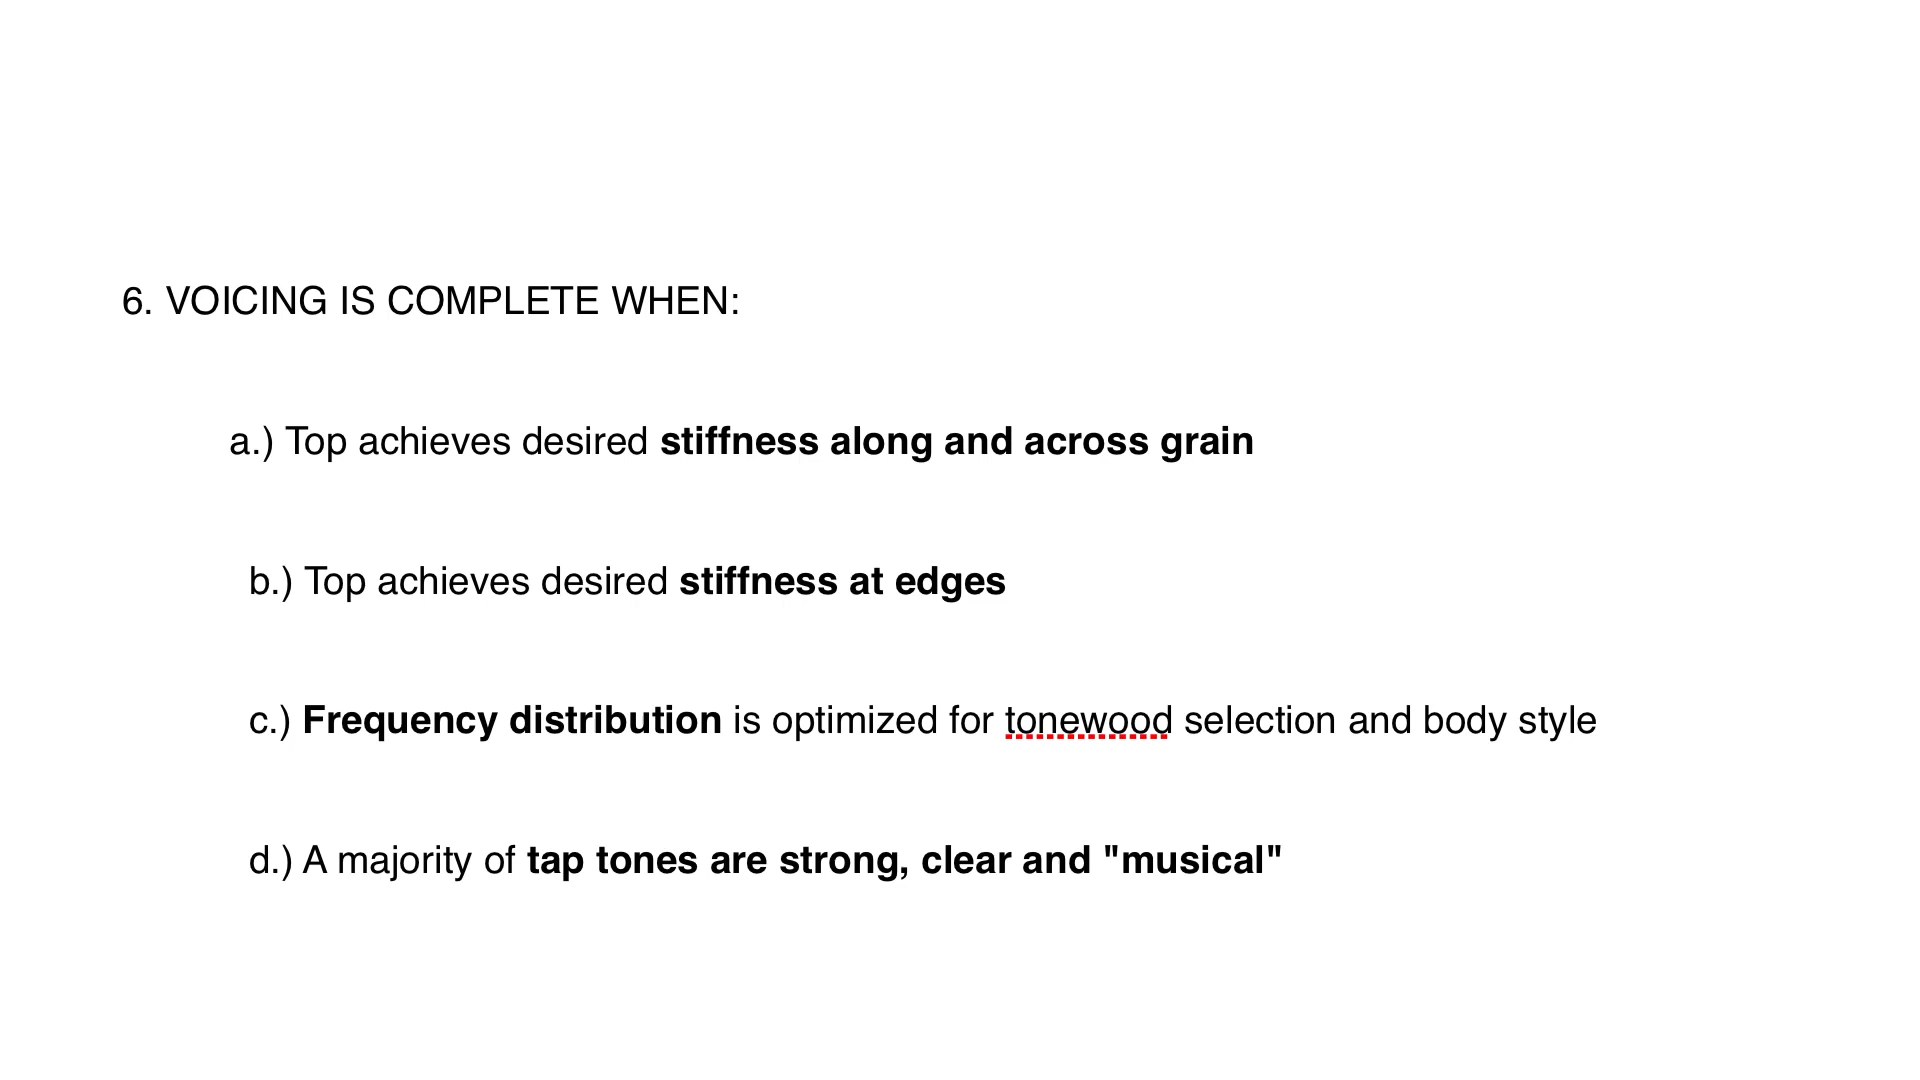 6. VOICING IS COMPLETE WHEN:
a.) Top achieves desired stiffness along and across grain
b.) Top achieves desired stiffness at edges
c.) Frequency distribution is optimized for tonewood selection and body style
d.) A majority of tap tones are strong, clear and "musical"